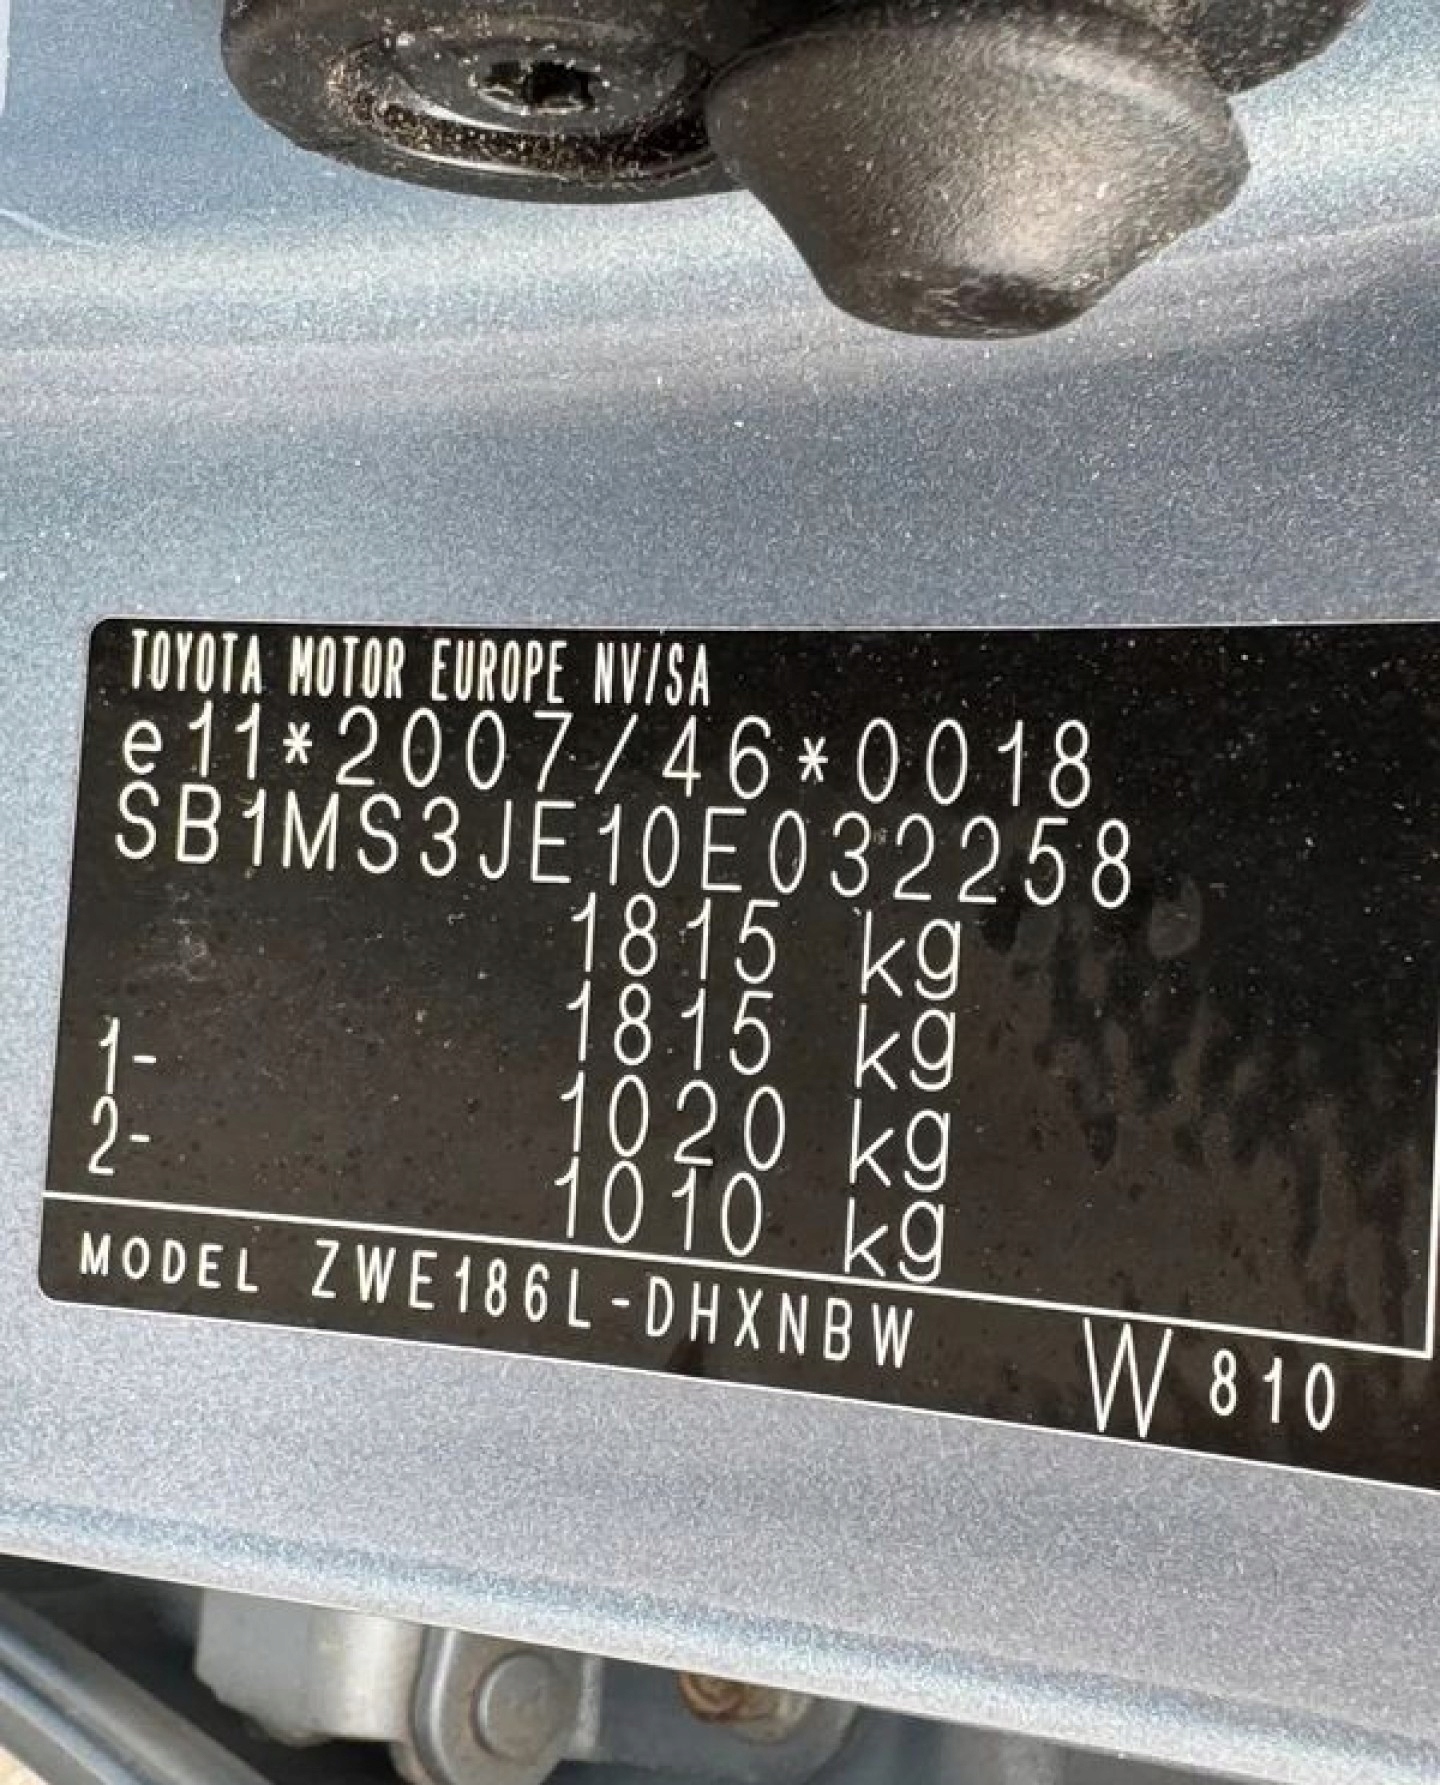 TOYOTA MOTOR EUROPE NV/SA
e11*2007/46*0018
SB1MS3JE10E032258
1815 kg
1815 kg
1- 1020 kg
2- 1010 kg
MODEL ZWE186L-DHXNBW W 810